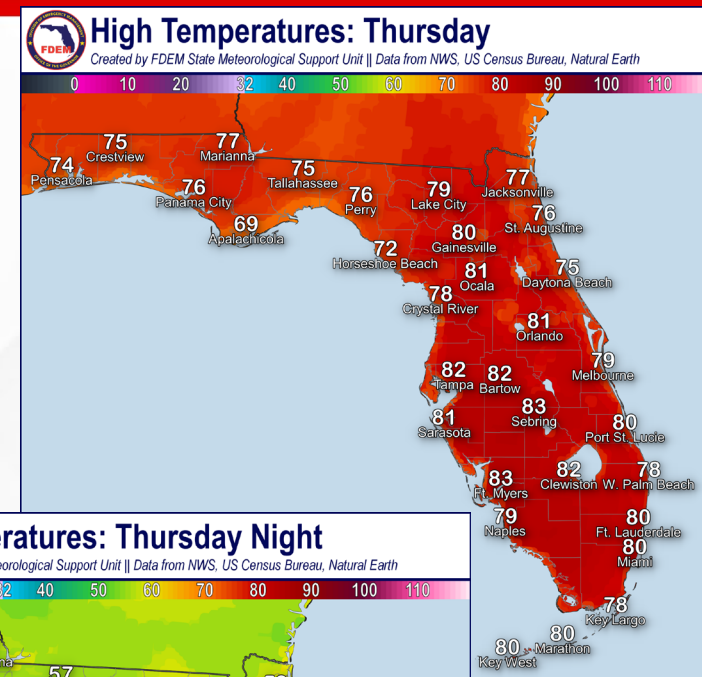 FDEM
High Temperatures: Thursday
Created by FDEM State Meteorological Support Unit || Data from NWS, US Census Bureau, Natural Earth
0 10 20 32 40 50 60 70 80 90 100 110
75
Crestview
77
Marianna
74
Pensacola
75
Tallahassee
76
Panama City
76
Perry
79
Lake City
77
Jacksonville
69
Apalachicola
76
St. Augustine
80
Gainesville
72
Horseshoe Beach
81
Ocala
75
Daytona Beach
78
Crystal River
81
Orlando
79
Melbourne
82
Tampa
82
Bartow
83
Sebring
81
Sarasota
80
Port St. Lucie
83
Ft. Myers
82
Clewiston
78
W. Palm Beach
79
Naples
80
Ft. Lauderdale
80
Miami
78
Key Largo
80
Marathon
80
Key West
eratures: Thursday Night
eorological Support Unit || Data from NWS, US Census Bureau, Natural Earth
32 40 50 60 70 80 90 100 110
na
57